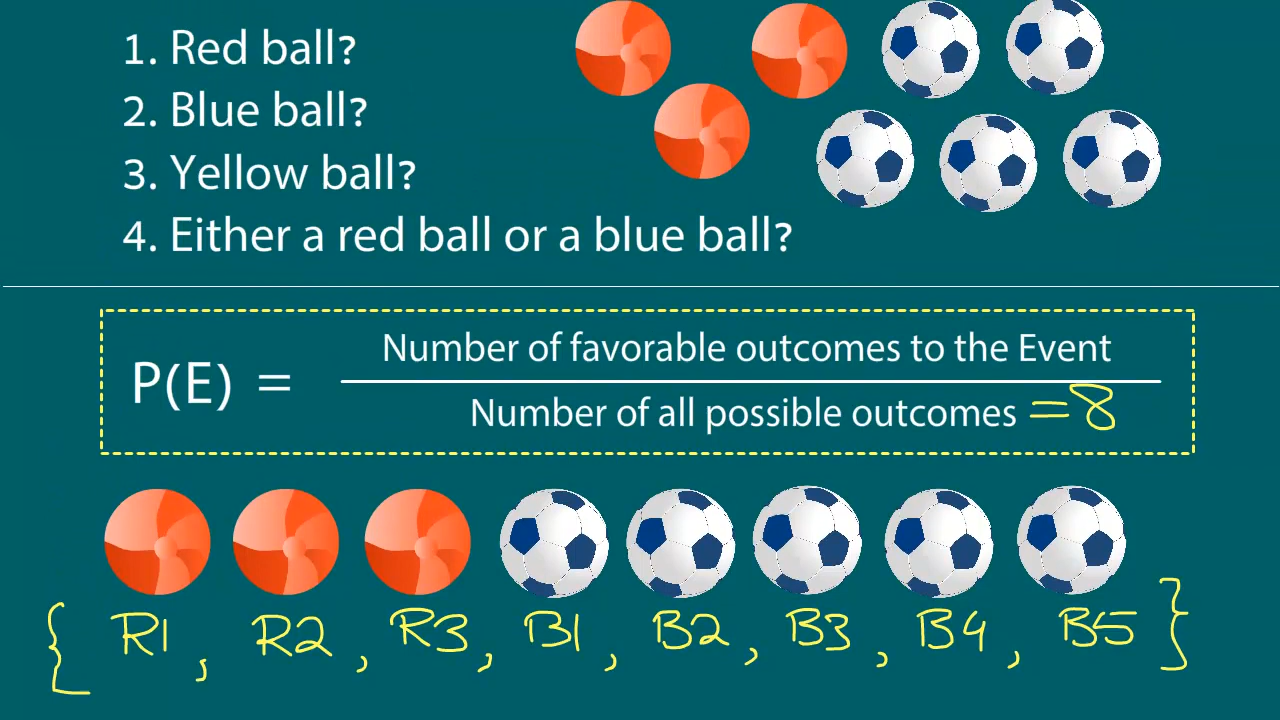 1. Red ball?
2. Blue ball?
3. Yellow ball?
4. Either a red ball or a blue ball?
P(E) =
Number of favorable outcomes to the Event
Number of all possible outcomes = 8
{ R1 , R2 , R3 , B1 , B2 , B3 , B4 , B5 }